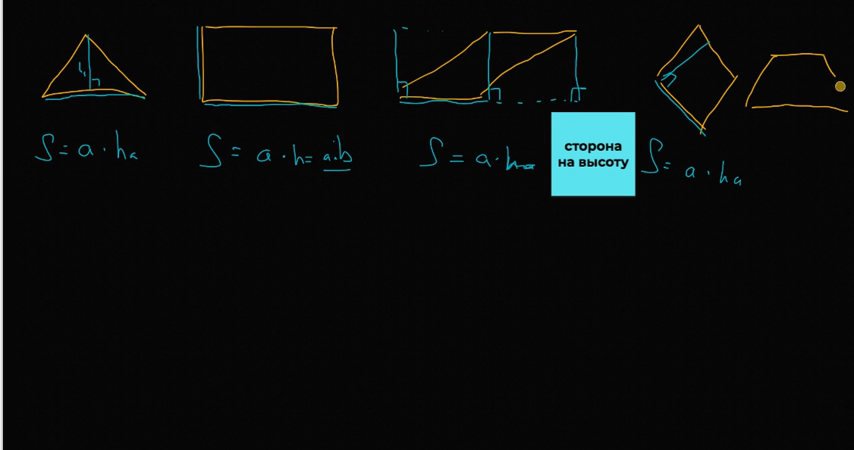 h
S = a · hₐ
S = a · h = a·b
S = a · hₐ
сторона
на высоту
S = a · hₐ